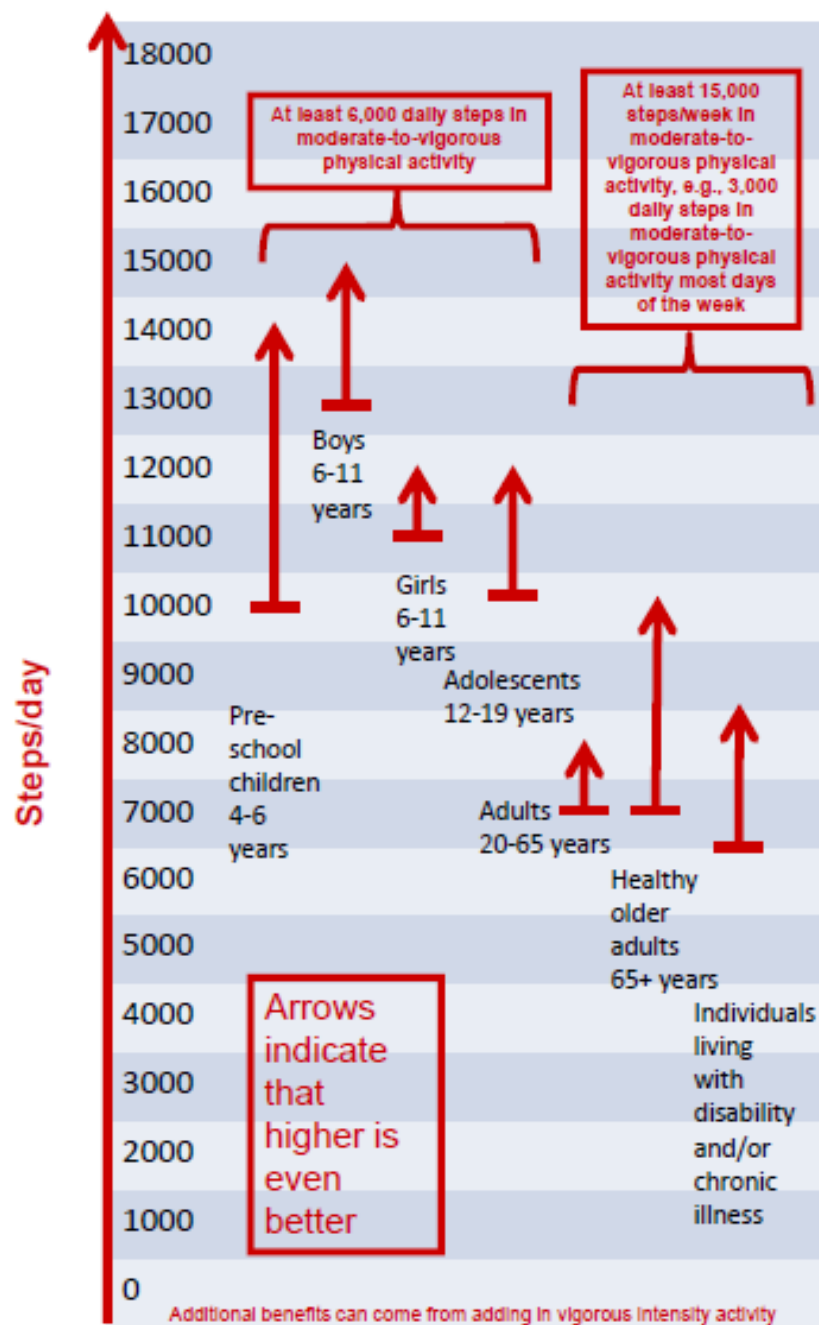 18000
17000
16000
15000
14000
13000
12000
11000
10000
9000
8000
7000
6000
5000
4000
3000
2000
1000
0
Steps/day
At least 6,000 daily steps in
moderate-to-vigorous
physical activity
At least 15,000
steps/week in
moderate-to-
vigorous physical
activity, e.g., 3,000
daily steps in
moderate-to-
vigorous physical
activity most days
of the week
Boys
6-11
years
Girls
6-11
years
Adolescents
12-19 years
Pre-
school
children
4-6
years
Adults
20-65 years
Healthy
older
adults
65+ years
Individuals
living
with
disability
and/or
chronic
illness
Arrows
indicate
that
higher is
even
better
Additional benefits can come from adding in vigorous intensity activity